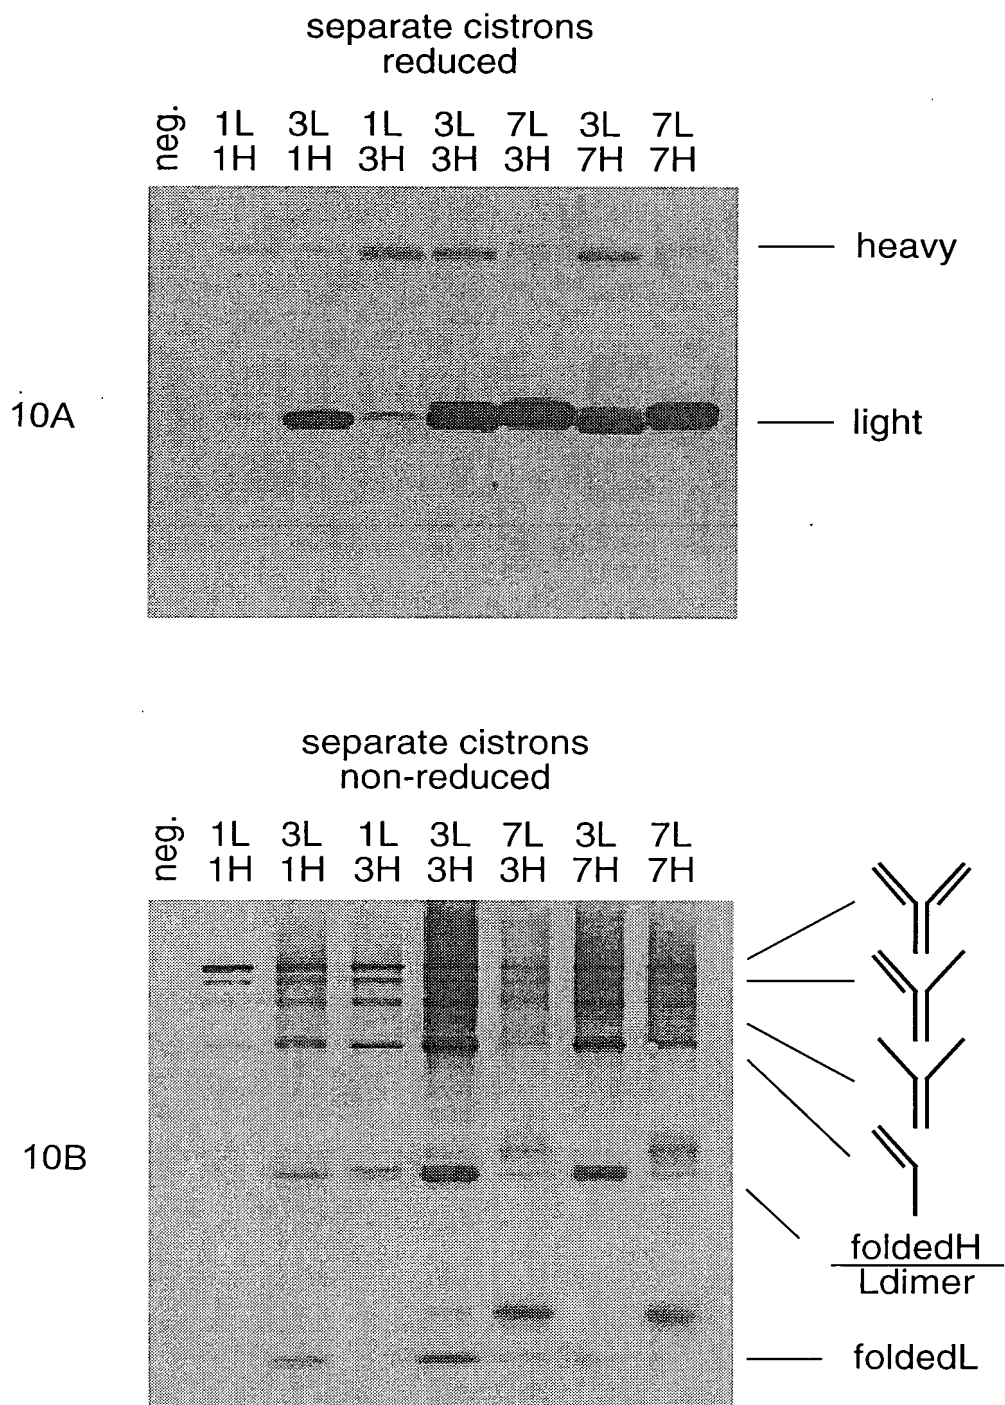 separate cistrons
reduced
neg. 1L 3L 1L 3L 7L 3L 7L
1H 1H 3H 3H 3H 7H 7H
heavy
10A
light
separate cistrons
non-reduced
neg. 1L 3L 1L 3L 7L 3L 7L
1H 1H 3H 3H 3H 7H 7H
10B
foldedH
Ldimer
foldedL